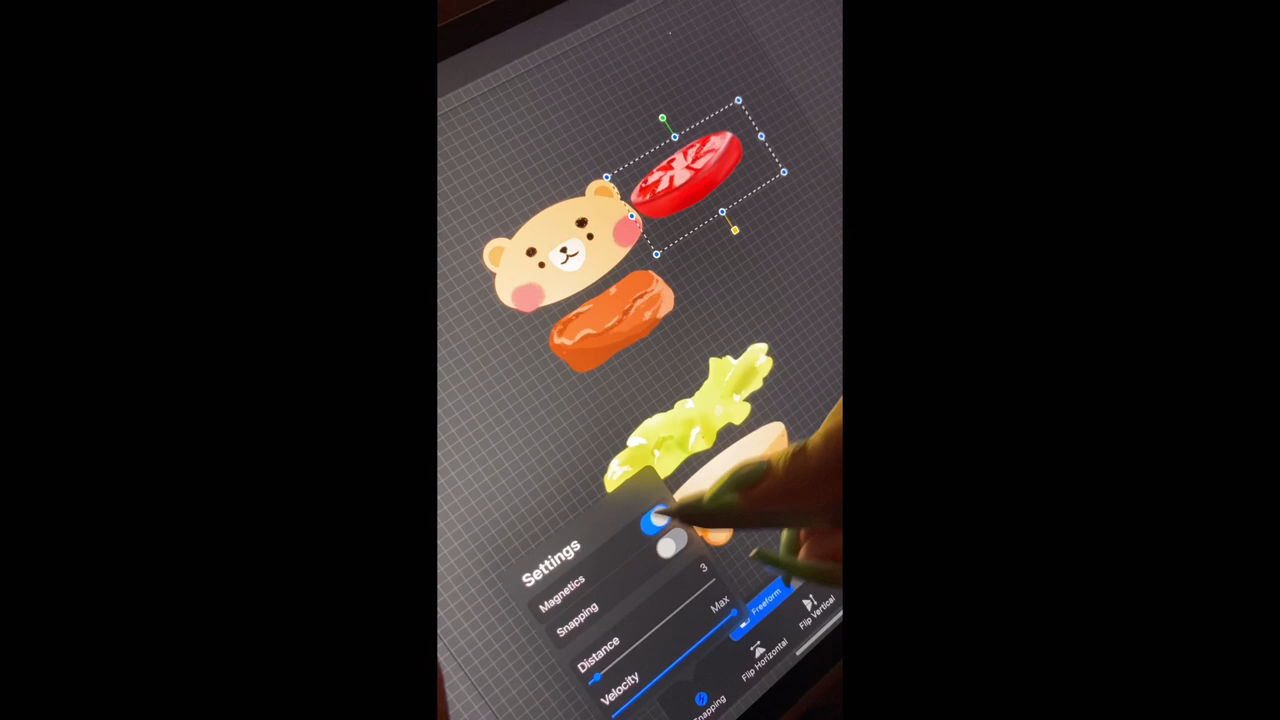 Settings
Magnetics
Snapping
Distance
3
Velocity
Max
Snapping
Freeform
Flip Horizontal
Flip Vertical